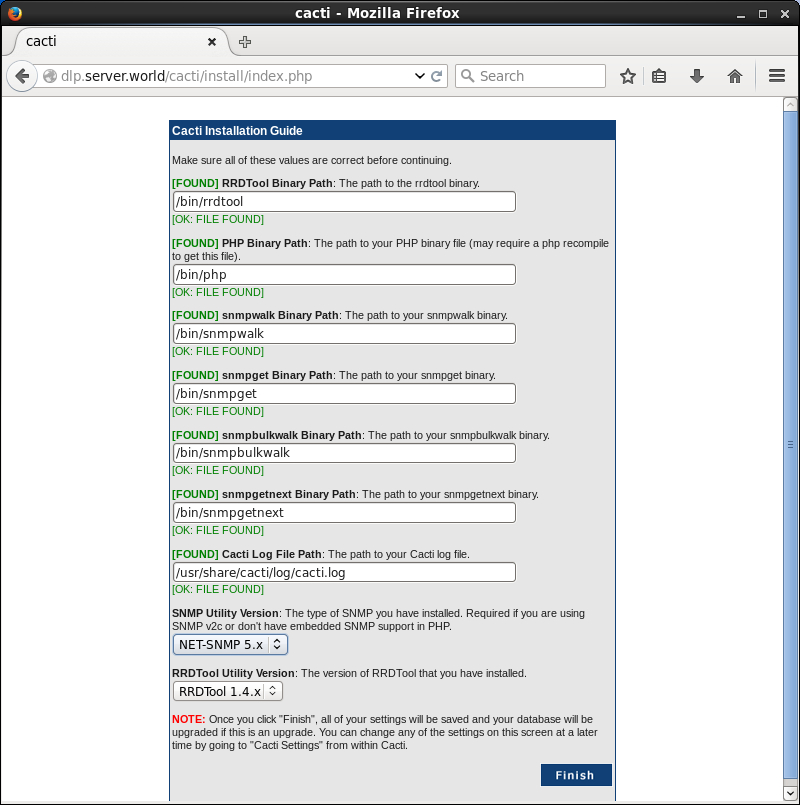 cacti - Mozilla Firefox
cacti
dlp.server.world/cacti/install/index.php
Search
Cacti Installation Guide
Make sure all of these values are correct before continuing.
[FOUND] RRDTool Binary Path: The path to the rrdtool binary.
/bin/rrdtool
[OK: FILE FOUND]
[FOUND] PHP Binary Path: The path to your PHP binary file (may require a php recompile
to get this file).
/bin/php
[OK: FILE FOUND]
[FOUND] snmpwalk Binary Path: The path to your snmpwalk binary.
/bin/snmpwalk
[OK: FILE FOUND]
[FOUND] snmpget Binary Path: The path to your snmpget binary.
/bin/snmpget
[OK: FILE FOUND]
[FOUND] snmpbulkwalk Binary Path: The path to your snmpbulkwalk binary.
/bin/snmpbulkwalk
[OK: FILE FOUND]
[FOUND] snmpgetnext Binary Path: The path to your snmpgetnext binary.
/bin/snmpgetnext
[OK: FILE FOUND]
[FOUND] Cacti Log File Path: The path to your Cacti log file.
/usr/share/cacti/log/cacti.log
[OK: FILE FOUND]
SNMP Utility Version: The type of SNMP you have installed. Required if you are using
SNMP v2c or don't have embedded SNMP support in PHP.
NET-SNMP 5.x
RRDTool Utility Version: The version of RRDTool that you have installed.
RRDTool 1.4.x
NOTE: Once you click "Finish", all of your settings will be saved and your database will be
upgraded if this is an upgrade. You can change any of the settings on this screen at a later
time by going to "Cacti Settings" from within Cacti.
Finish